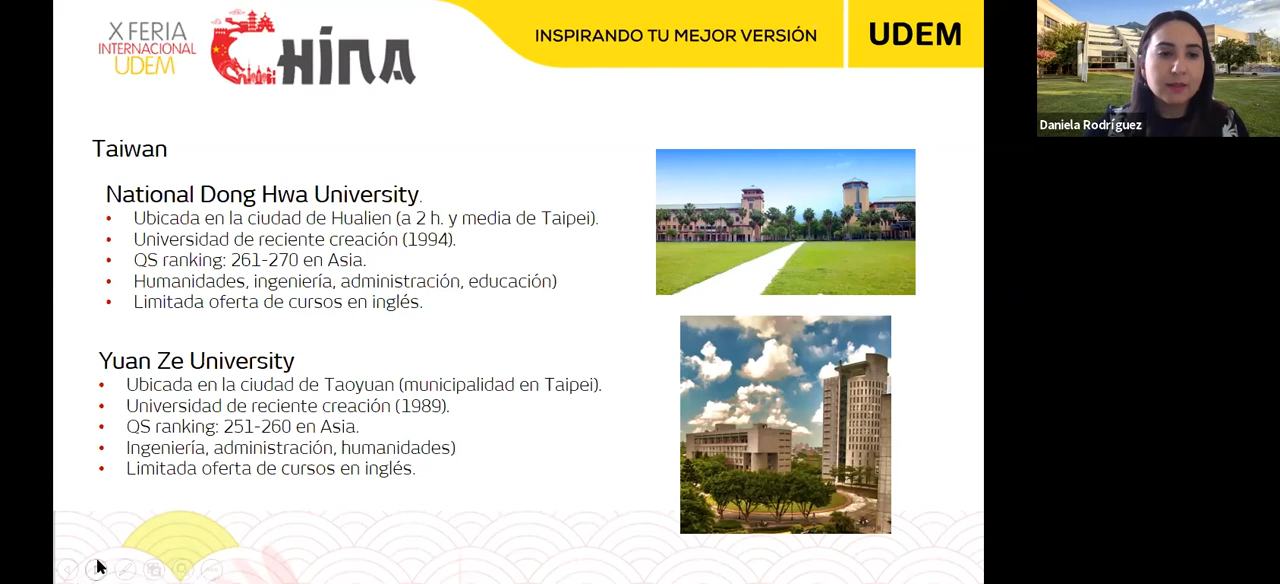 X FERIA
INTERNACIONAL
UDEM
CHINA
INSPIRANDO TU MEJOR VERSIÓN
UDEM
Daniela Rodríguez
Taiwan
National Dong Hwa University.
• Ubicada en la ciudad de Hualien (a 2 h. y media de Taipei).
• Universidad de reciente creación (1994).
• QS ranking: 261-270 en Asia.
• Humanidades, ingeniería, administración, educación)
• Limitada oferta de cursos en inglés.
Yuan Ze University
• Ubicada en la ciudad de Taoyuan (municipalidad en Taipei).
• Universidad de reciente creación (1989).
• QS ranking: 251-260 en Asia.
• Ingeniería, administración, humanidades)
• Limitada oferta de cursos en inglés.